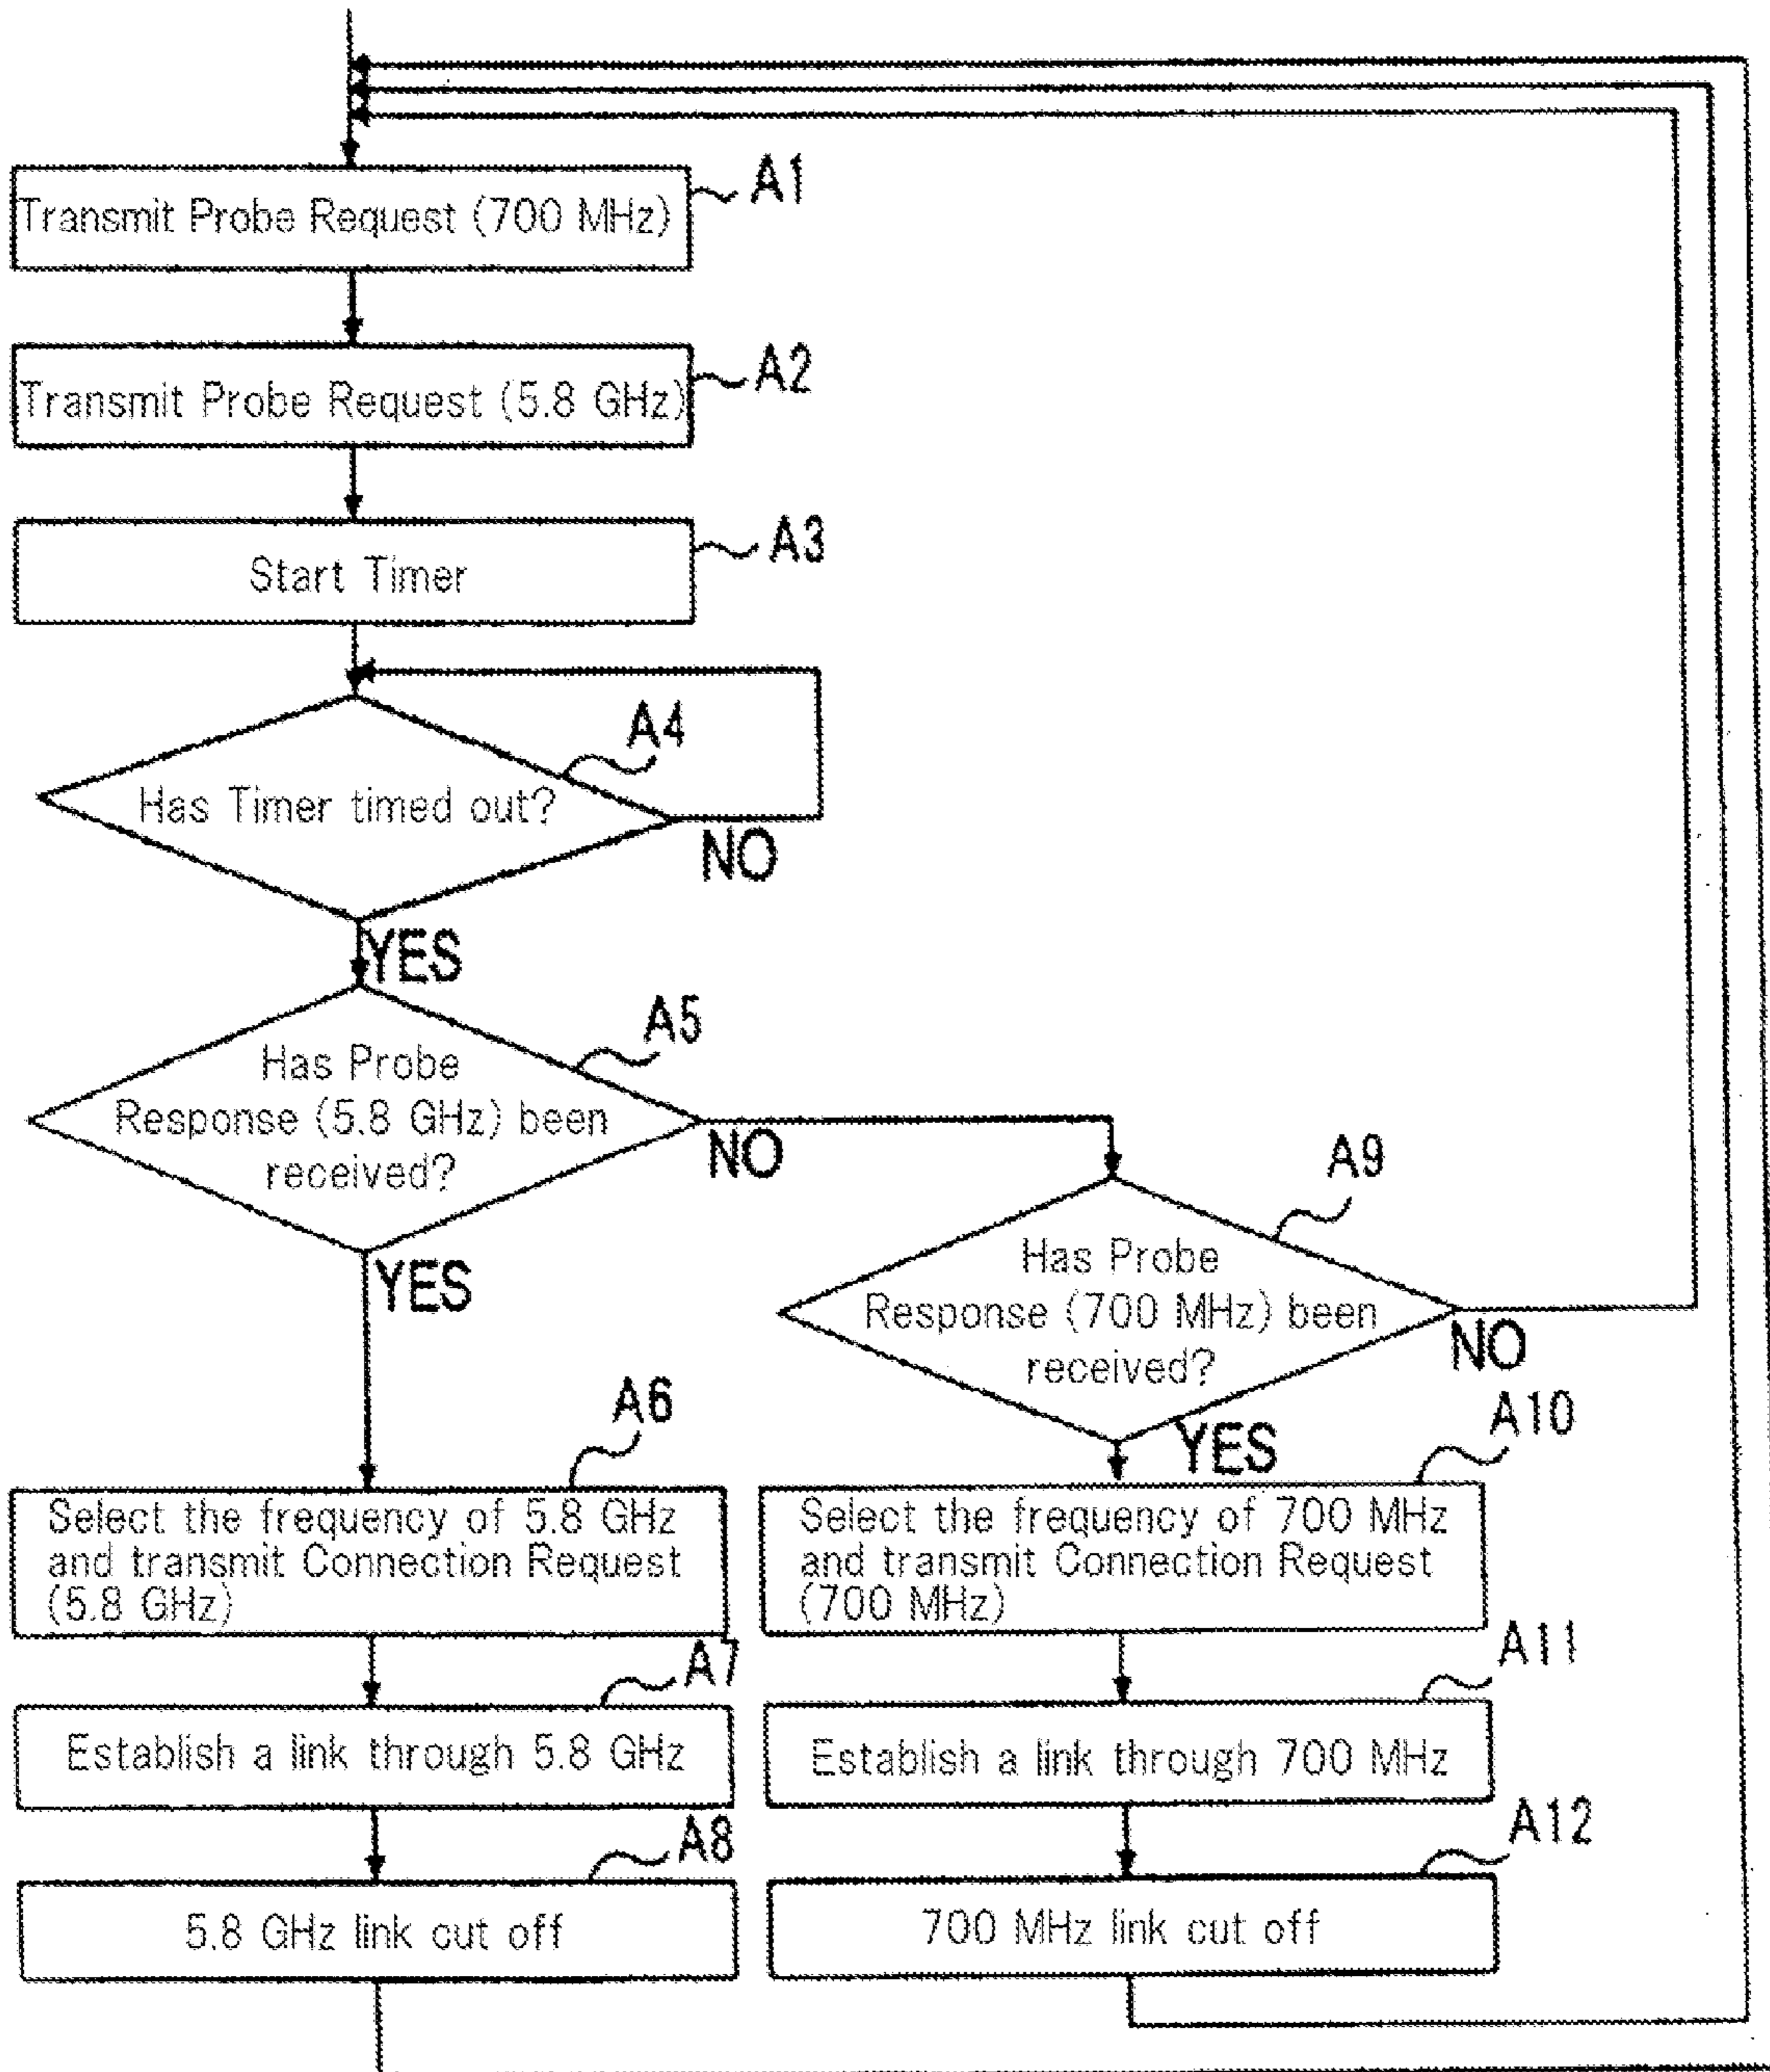 A1
Transmit Probe Request (700 MHz)
A2
Transmit Probe Request (5.8 GHz)
A3
Start Timer
A4
Has Timer timed out?
NO
YES
A5
Has Probe
Response (5.8 GHz) been
received?
NO
YES
A9
Has Probe
Response (700 MHz) been
received?
NO
YES
A6
Select the frequency of 5.8 GHz
and transmit Connection Request
(5.8 GHz)
A10
Select the frequency of 700 MHz
and transmit Connection Request
(700 MHz)
A7
Establish a link through 5.8 GHz
A11
Establish a link through 700 MHz
A8
5.8 GHz link cut off
A12
700 MHz link cut off